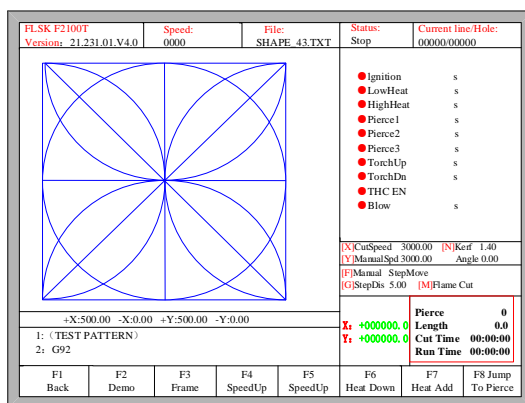 FLSK F2100T Speed: File: Status: Current line/Hole:
Version: 21.231.01.V4.0 0000 SHAPE_43.TXT Stop 00000/00000
Ignition s
LowHeat s
HighHeat s
Pierce1 s
Pierce2 s
Pierce3 s
TorchUp s
TorchDn s
THC EN
Blow s
[X]CutSpeed 3000.00 [N]Kerf 1.40
[Y]ManualSpd 3000.00 Angle 0.00
[F]Manual StepMove
[G]StepDis 5.00 [M]Flame Cut
+X:500.00 -X:0.00 +Y:500.00 -Y:0.00
1:（TEST PATTERN）
2: G92
X: +000000.0
Y: +000000.0
Pierce 0
Length 0.0
Cut Time 00:00:00
Run Time 00:00:00
F1 F2 F3 F4 F5 F6 F7 F8 Jump
Back Demo Frame SpeedUp SpeedUp Heat Down Heat Add To Pierce